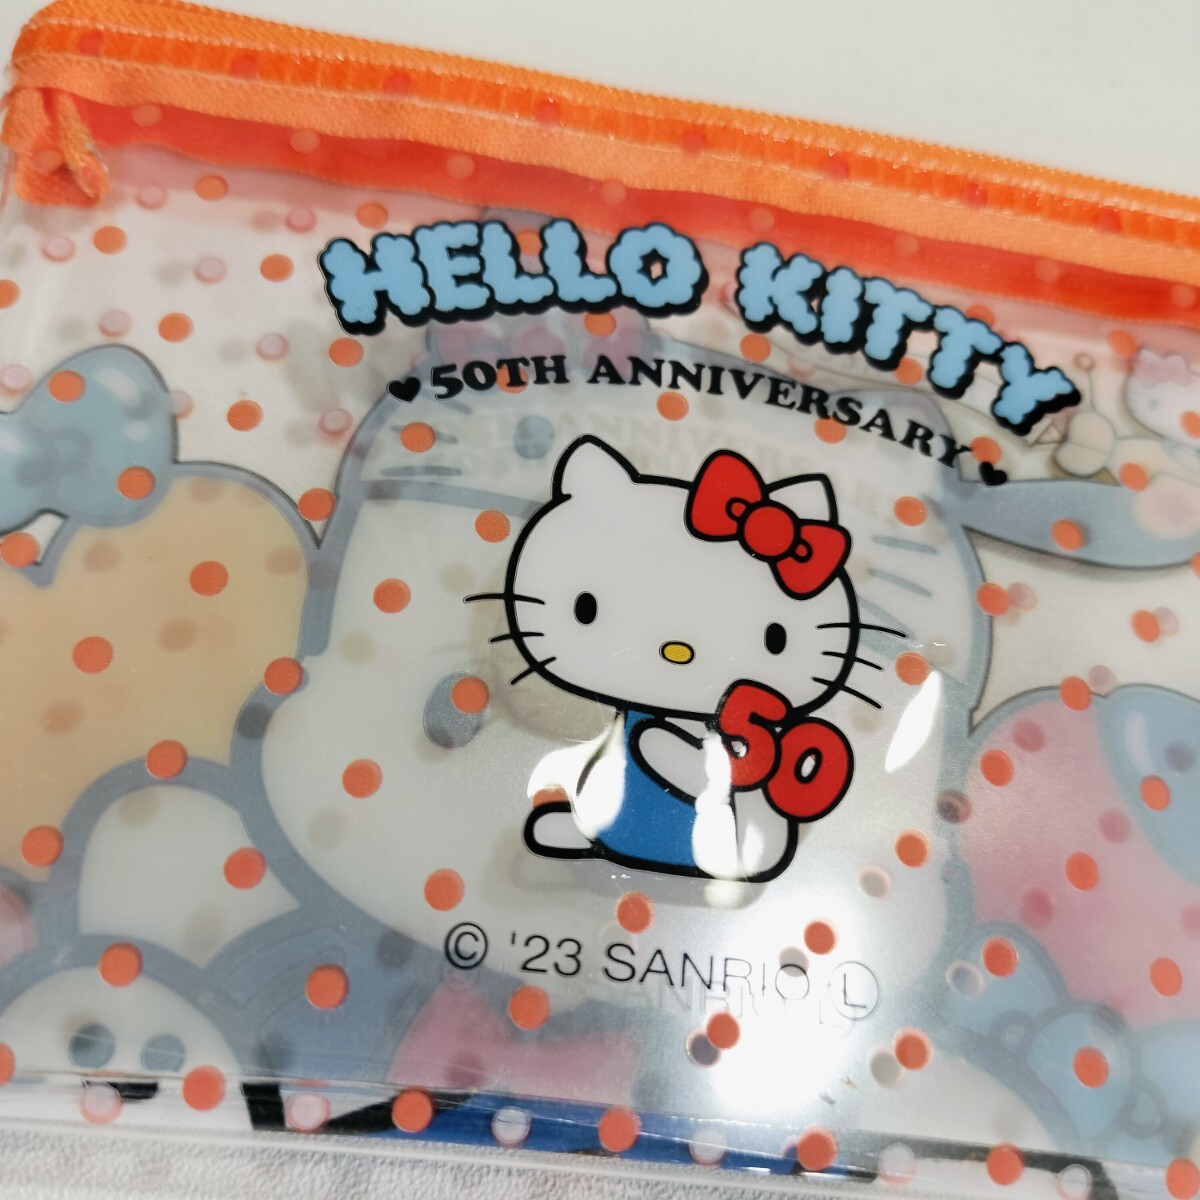 HELLO KITTY
♥50TH ANNIVERSARY♥
50
© '23 SANRIO Ⓛ